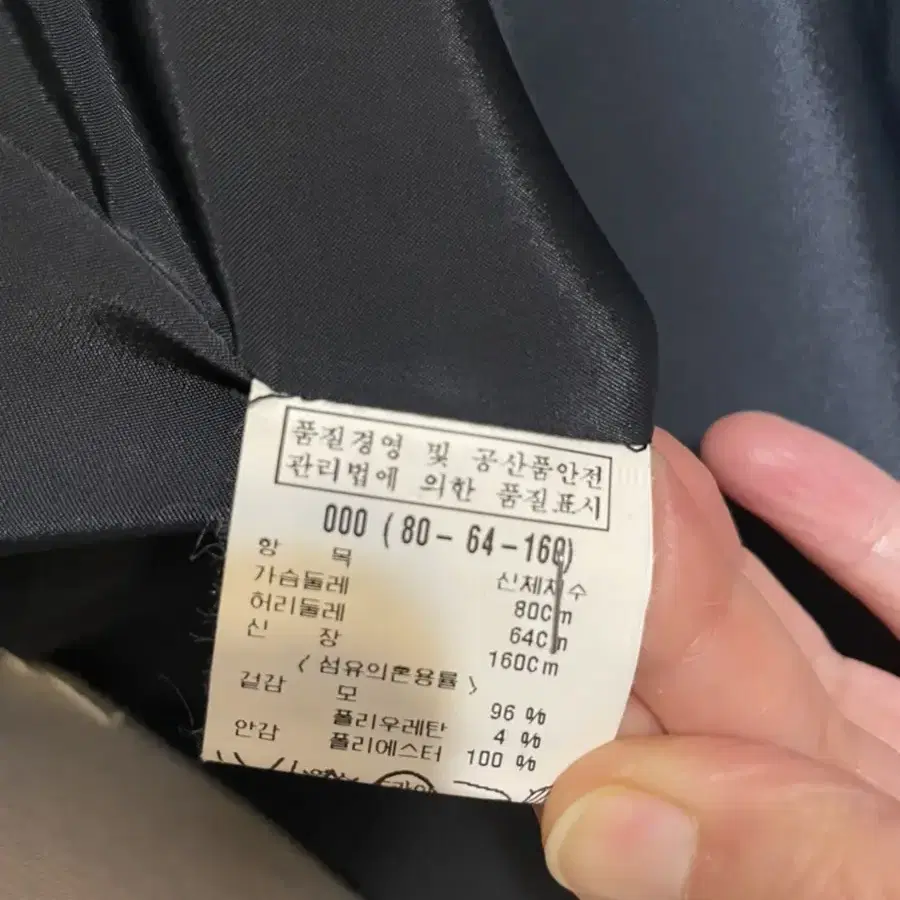 품질경영 및 공산품안전
관리법에 의한 품질표시
000 (80-64-160)
항 목 신체치수
가슴둘레 80Cm
허리둘레 64Cm
신 장 160Cm
〈 섬유의혼용률 〉
겉감 모 96 %
폴리우레탄 4 %
안감 폴리에스터 100 %